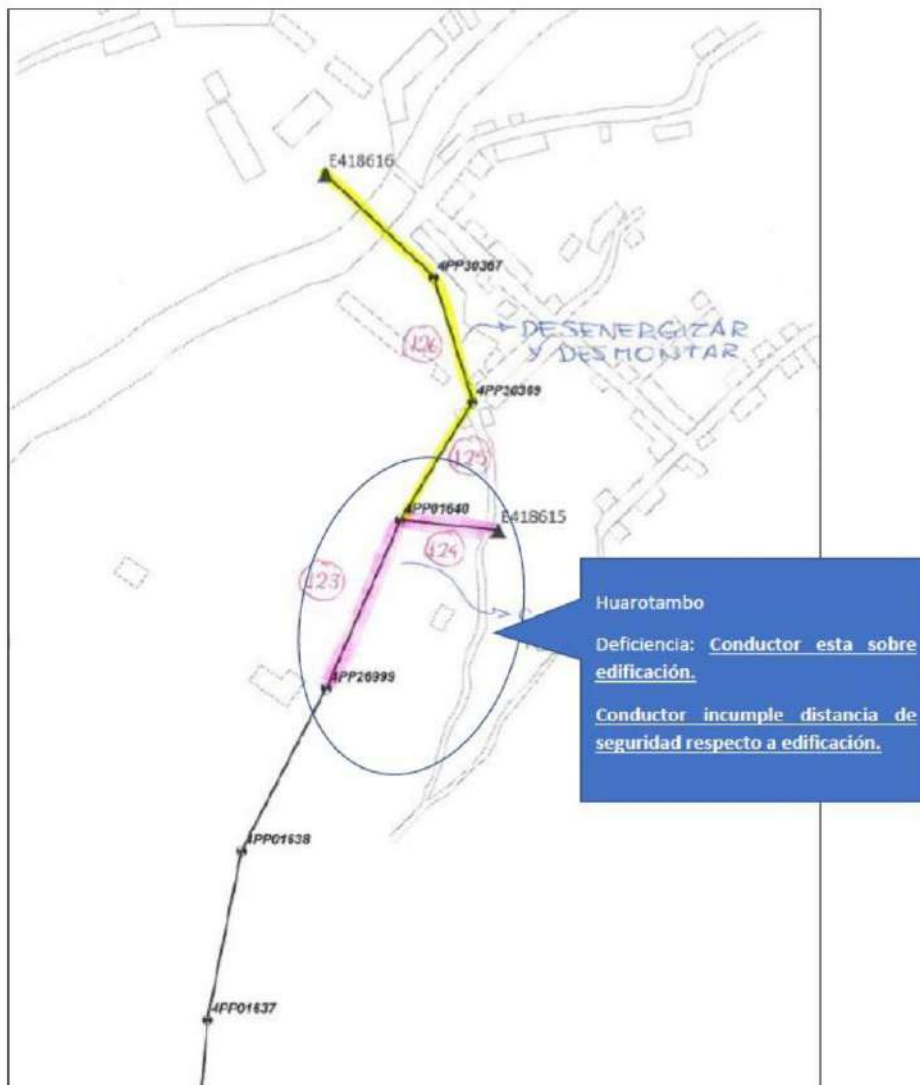 E418616
4PP30367
DESENERGIZAR
Y DESMONTAR
126
4PP30369
125
4PP01640
E418615
124
123
Huarotambo
Deficiencia: Conductor esta sobre
edificación.
Conductor incumple distancia de
seguridad respecto a edificación.
4PP26999
4PP01638
4PP01637